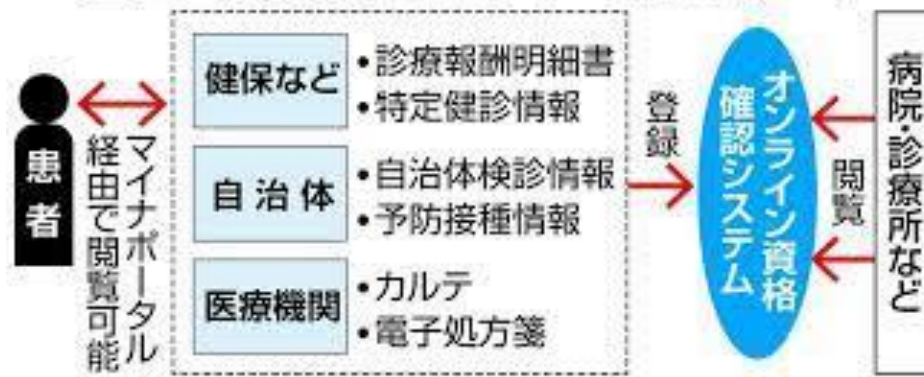 患者
マイナポータル
経由で閲覧可能
健保など
・診療報酬明細書
・特定健診情報
自治体
・自治体検診情報
・予防接種情報
医療機関
・カルテ
・電子処方箋
登録
オンライン資格
確認システム
閲覧
病院・診療所など